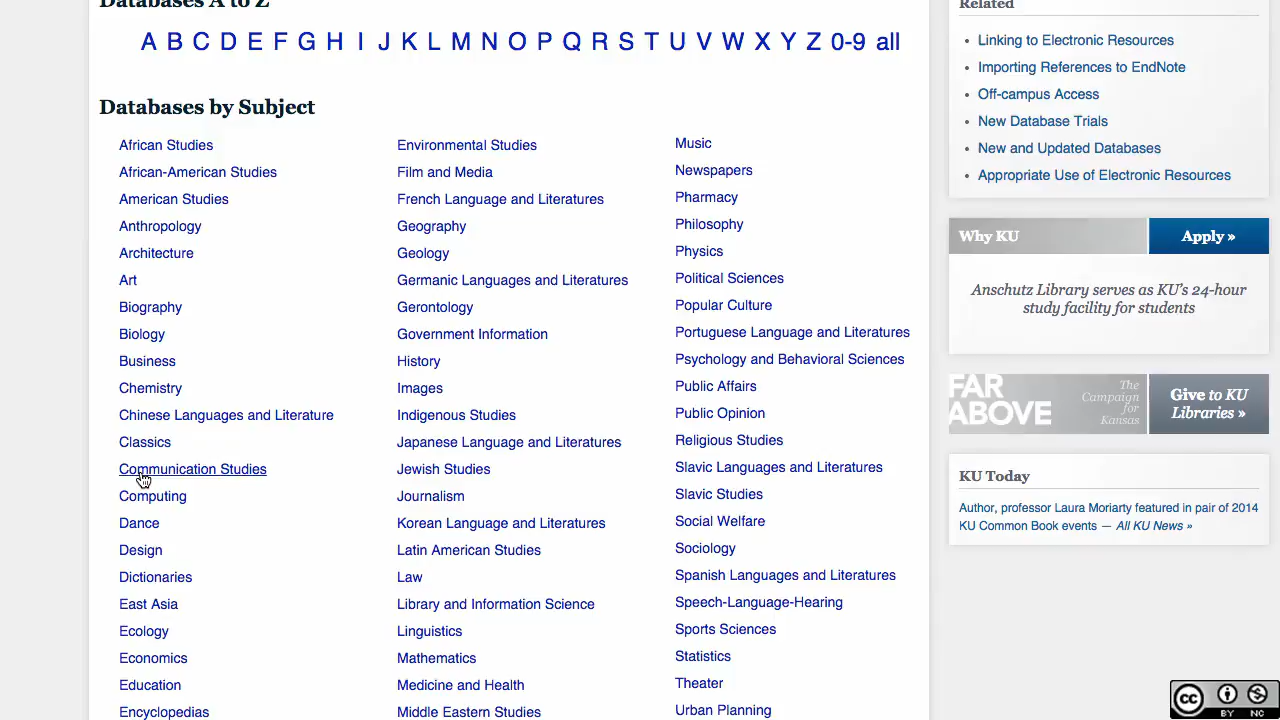 Databases A to Z
A B C D E F G H I J K L M N O P Q R S T U V W X Y Z 0-9 all
Databases by Subject
African Studies
African-American Studies
American Studies
Anthropology
Architecture
Art
Biography
Biology
Business
Chemistry
Chinese Languages and Literature
Classics
Communication Studies
Computing
Dance
Design
Dictionaries
East Asia
Ecology
Economics
Education
Encyclopedias
Environmental Studies
Film and Media
French Language and Literatures
Geography
Geology
Germanic Languages and Literatures
Gerontology
Government Information
History
Images
Indigenous Studies
Japanese Language and Literatures
Jewish Studies
Journalism
Korean Language and Literatures
Latin American Studies
Law
Library and Information Science
Linguistics
Mathematics
Medicine and Health
Middle Eastern Studies
Music
Newspapers
Pharmacy
Philosophy
Physics
Political Sciences
Popular Culture
Portuguese Language and Literatures
Psychology and Behavioral Sciences
Public Affairs
Public Opinion
Religious Studies
Slavic Languages and Literatures
Slavic Studies
Social Welfare
Sociology
Spanish Languages and Literatures
Speech-Language-Hearing
Sports Sciences
Statistics
Theater
Urban Planning
Related
Linking to Electronic Resources
Importing References to EndNote
Off-campus Access
New Database Trials
New and Updated Databases
Appropriate Use of Electronic Resources
Why KU
Apply »
Anschutz Library serves as KU's 24-hour
study facility for students
FAR
ABOVE
The
Campaign
for
Kansas
Give to KU
Libraries »
KU Today
Author, professor Laura Moriarty featured in pair of 2014
KU Common Book events — All KU News »
cc
BY NC